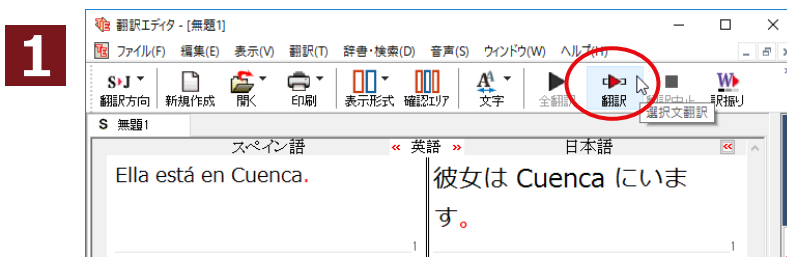 1
翻訳エディタ - [無題1]
ファイル(F) 編集(E) 表示(V) 翻訳(T) 辞書・検索(D) 音声(S) ウィンドウ(W) ヘルプ(H)
S›J
翻訳方向 新規作成 開く 印刷 表示形式 確認エリア 文字 全翻訳 翻訳 訳振り
選択文翻訳
S 無題1
スペイン語 « 英語 » 日本語 «
Ella está en Cuenca. 彼女は Cuenca にいま
す。
1 1